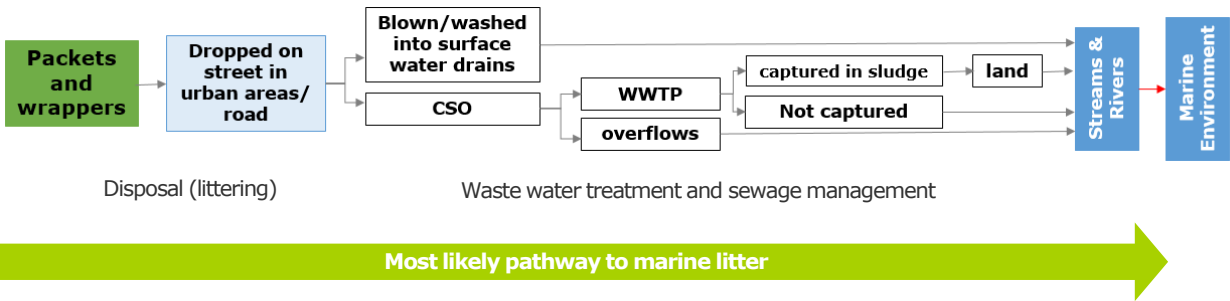 Packets
and
wrappers
Dropped on
street in
urban areas/
road
Blown/washed
into surface
water drains
CSO
WWTP
overflows
captured in sludge
Not captured
land
Streams &
Rivers
Marine
Environment
Disposal (littering)
Waste water treatment and sewage management
Most likely pathway to marine litter